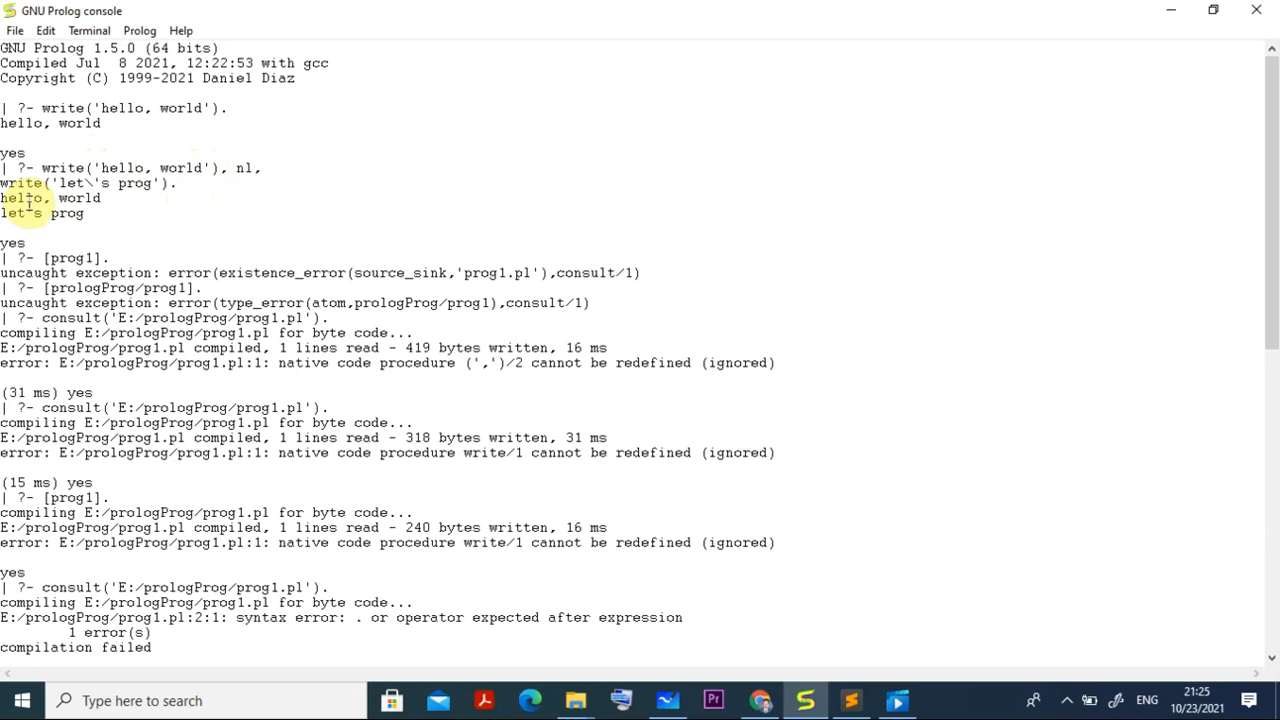 GNU Prolog console
File Edit Terminal Prolog Help
GNU Prolog 1.5.0 (64 bits)
Compiled Jul  8 2021, 12:22:53 with gcc
Copyright (C) 1999-2021 Daniel Diaz
| ?- write('hello, world').
hello, world
yes
| ?- write('hello, world'), nl,
write('let\'s prog').
hello, world
let's prog
yes
| ?- [prog1].
uncaught exception: error(existence_error(source_sink,'prog1.pl'),consult/1)
| ?- [prologProg/prog1].
uncaught exception: error(type_error(atom,prologProg/prog1),consult/1)
| ?- consult('E:/prologProg/prog1.pl').
compiling E:/prologProg/prog1.pl for byte code...
E:/prologProg/prog1.pl compiled, 1 lines read - 419 bytes written, 16 ms
error: E:/prologProg/prog1.pl:1: native code procedure (',')/2 cannot be redefined (ignored)
(31 ms) yes
| ?- consult('E:/prologProg/prog1.pl').
compiling E:/prologProg/prog1.pl for byte code...
E:/prologProg/prog1.pl compiled, 1 lines read - 318 bytes written, 31 ms
error: E:/prologProg/prog1.pl:1: native code procedure write/1 cannot be redefined (ignored)
(15 ms) yes
| ?- [prog1].
compiling E:/prologProg/prog1.pl for byte code...
E:/prologProg/prog1.pl compiled, 1 lines read - 240 bytes written, 16 ms
error: E:/prologProg/prog1.pl:1: native code procedure write/1 cannot be redefined (ignored)
yes
| ?- consult('E:/prologProg/prog1.pl').
compiling E:/prologProg/prog1.pl for byte code...
E:/prologProg/prog1.pl:2:1: syntax error: . or operator expected after expression
1 error(s)
compilation failed
Type here to search
Pr
ENG
21:25
10/23/2021